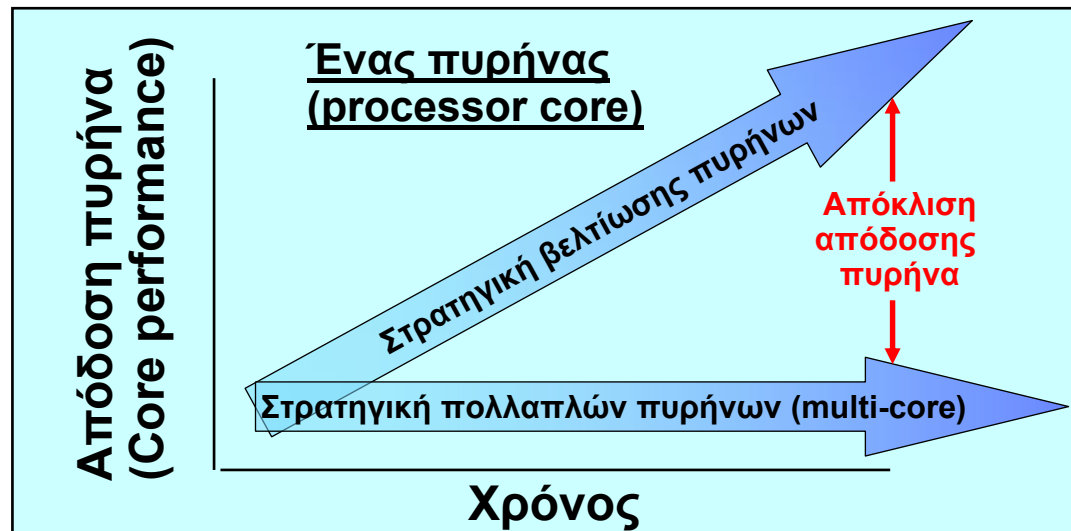 Απόδοση πυρήνα
(Core performance)
Ένας πυρήνας
(processor core)
Στρατηγική βελτίωσης πυρήνων
Απόκλιση
απόδοσης
πυρήνα
Στρατηγική πολλαπλών πυρήνων (multi-core)
Χρόνος